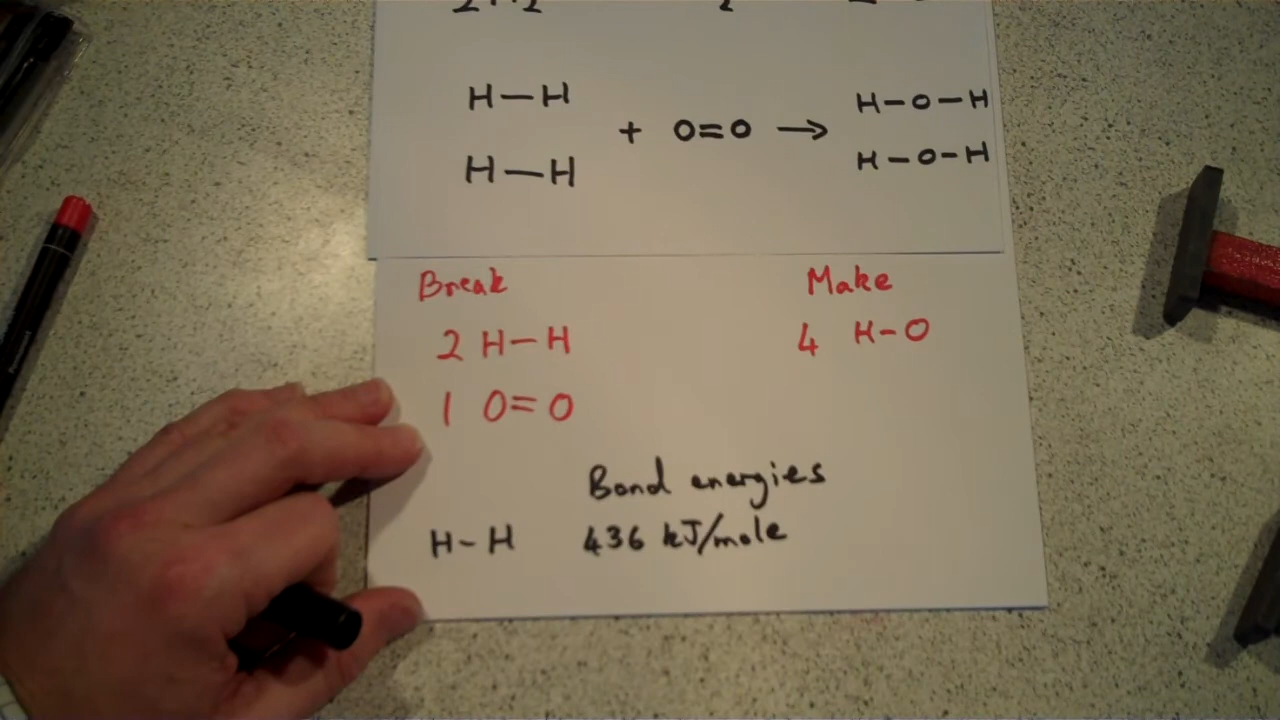 H—H
+ O=O →
H—H
H-O-H
H-O-H
Break
2 H-H
1 O=O
Make
4 H-O
Bond energies
H-H 436 kJ/mole